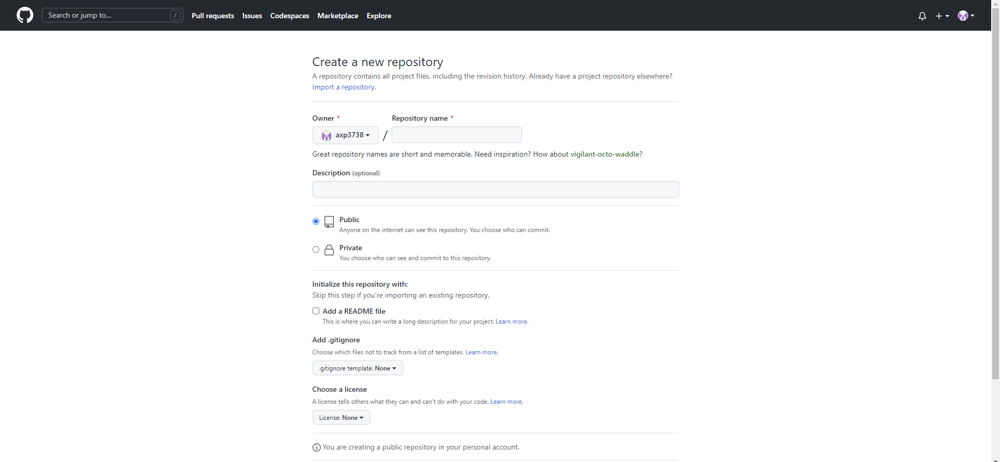 Search or jump to... / Pull requests Issues Codespaces Marketplace Explore
Create a new repository
A repository contains all project files, including the revision history. Already have a project repository elsewhere?
Import a repository.
Owner * Repository name *
axp3738 /
Great repository names are short and memorable. Need inspiration? How about vigilant-octo-waddle?
Description (optional)
Public
Anyone on the internet can see this repository. You choose who can commit.
Private
You choose who can see and commit to this repository.
Initialize this repository with:
Skip this step if you’re importing an existing repository.
Add a README file
This is where you can write a long description for your project. Learn more.
Add .gitignore
Choose which files not to track from a list of templates. Learn more.
.gitignore template: None
Choose a license
A license tells others what they can and can't do with your code. Learn more.
License: None
You are creating a public repository in your personal account.